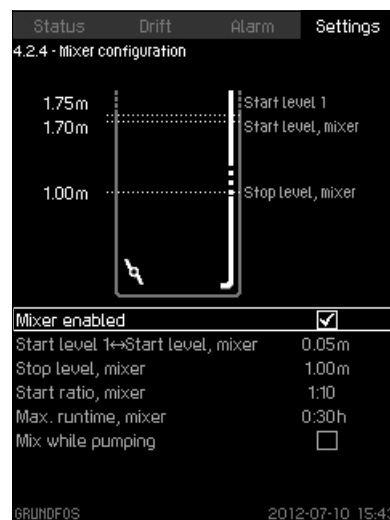 Status Drift Alarm Settings
4.2.4 - Mixer configuration
1.75m Start level 1
1.70m Start level, mixer
1.00m Stop level, mixer
Mixer enabled
Start level 1↔Start level, mixer 0.05m
Stop level, mixer 1.00m
Start ratio, mixer 1:10
Max. runtime, mixer 0:30h
Mix while pumping
GRUNDFOS 2012-07-10 15:43